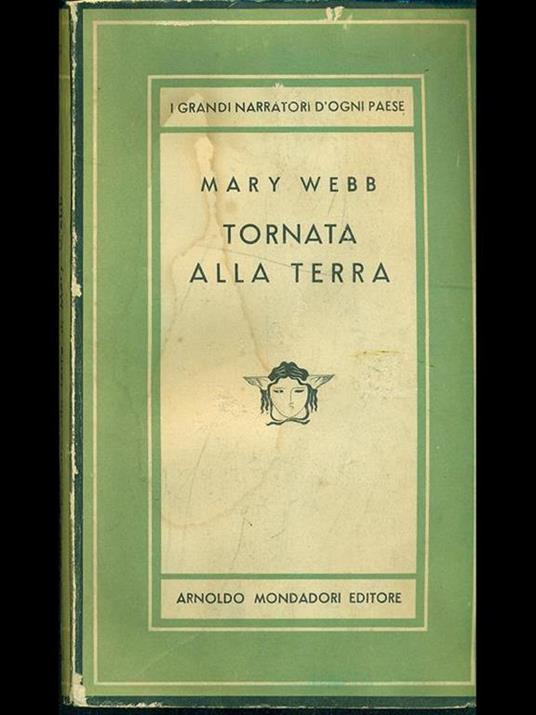 I GRANDI NARRATORI D'OGNI PAESE
MARY WEBB
TORNATA
ALLA TERRA
ARNOLDO MONDADORI EDITORE